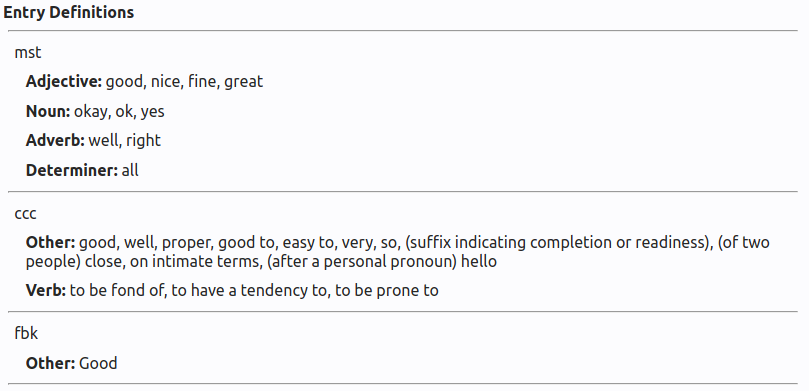 Entry Definitions
mst
Adjective: good, nice, fine, great
Noun: okay, ok, yes
Adverb: well, right
Determiner: all
ccc
Other: good, well, proper, good to, easy to, very, so, (suffix indicating completion or readiness), (of two
people) close, on intimate terms, (after a personal pronoun) hello
Verb: to be fond of, to have a tendency to, to be prone to
fbk
Other: Good